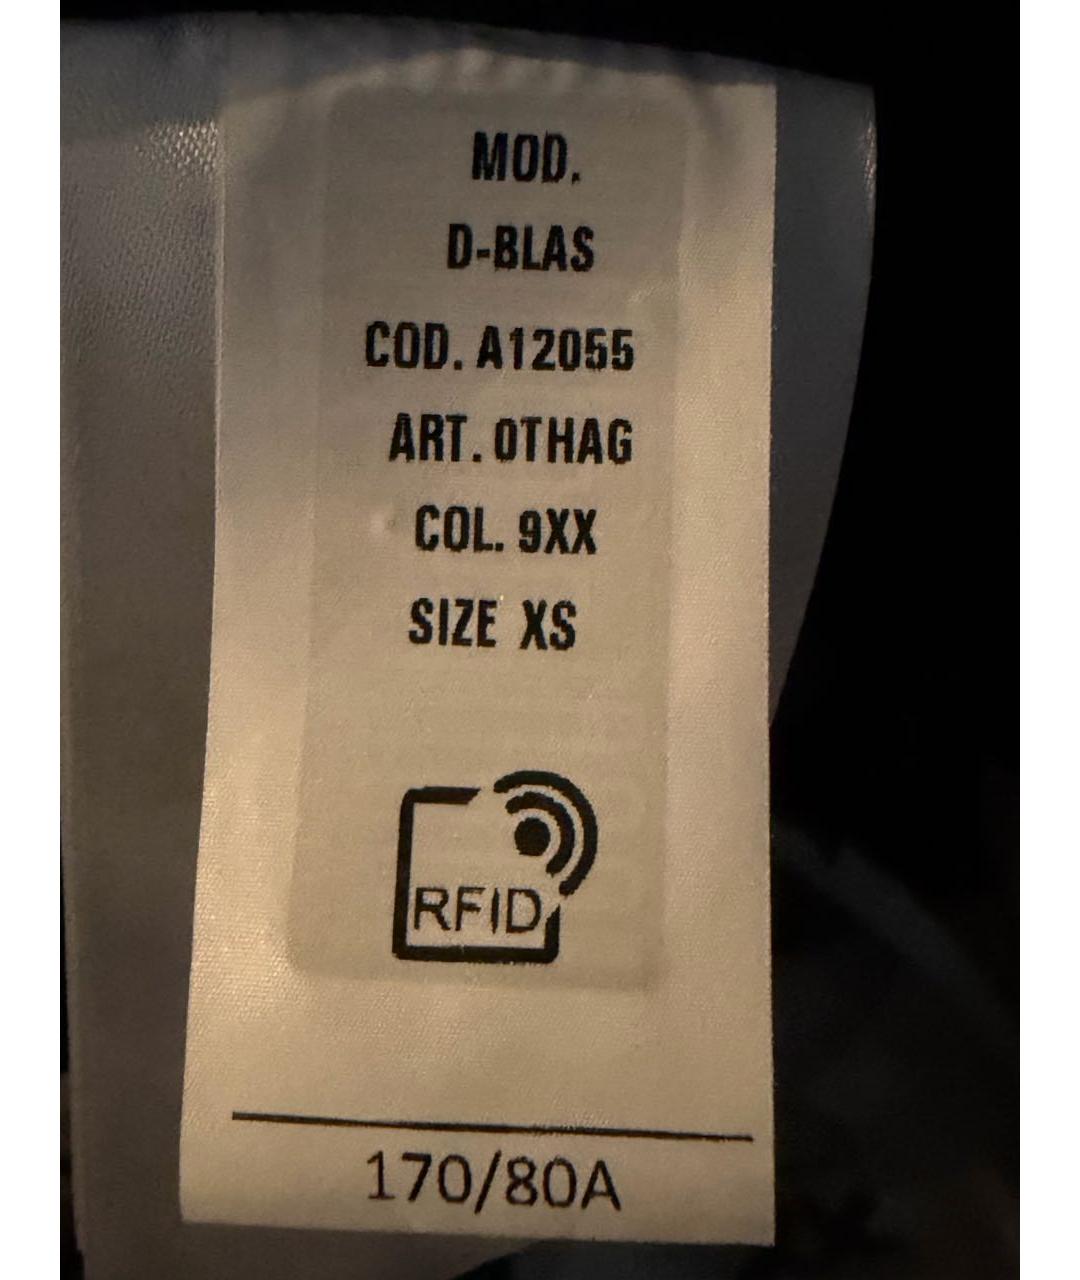 MOD.
D-BLAS
COD. A12055
ART. 0THAG
COL. 9XX
SIZE XS
RFID
170/80A